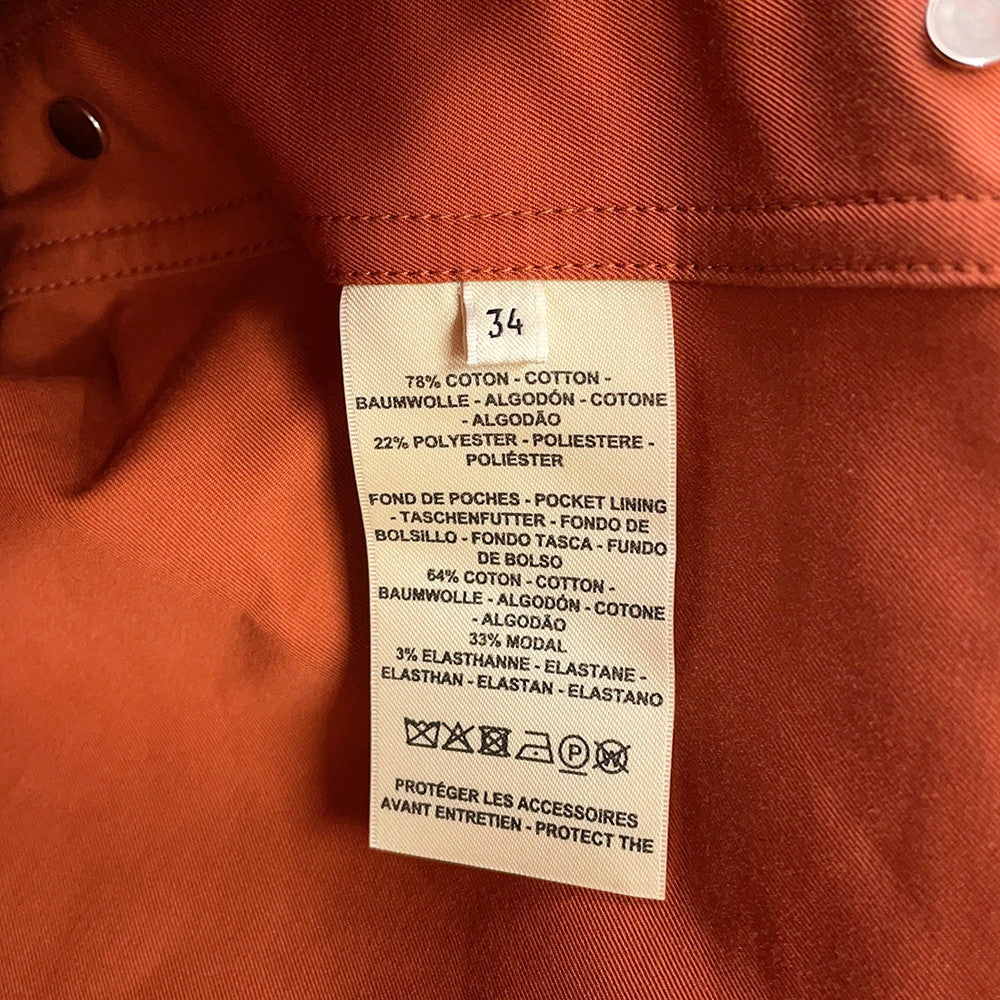 34
78% COTON - COTTON -
BAUMWOLLE - ALGODÓN - COTONE
- ALGODÃO
22% POLYESTER - POLIESTERE -
POLIÉSTER
FOND DE POCHES - POCKET LINING
- TASCHENFUTTER - FONDO DE
BOLSILLO - FONDO TASCA - FUNDO
DE BOLSO
64% COTON - COTTON -
BAUMWOLLE - ALGODÓN - COTONE
- ALGODÃO
33% MODAL
3% ELASTHANNE - ELASTANE -
ELASTHAN - ELASTAN - ELASTANO
P W
PROTÉGER LES ACCESSOIRES
AVANT ENTRETIEN - PROTECT THE